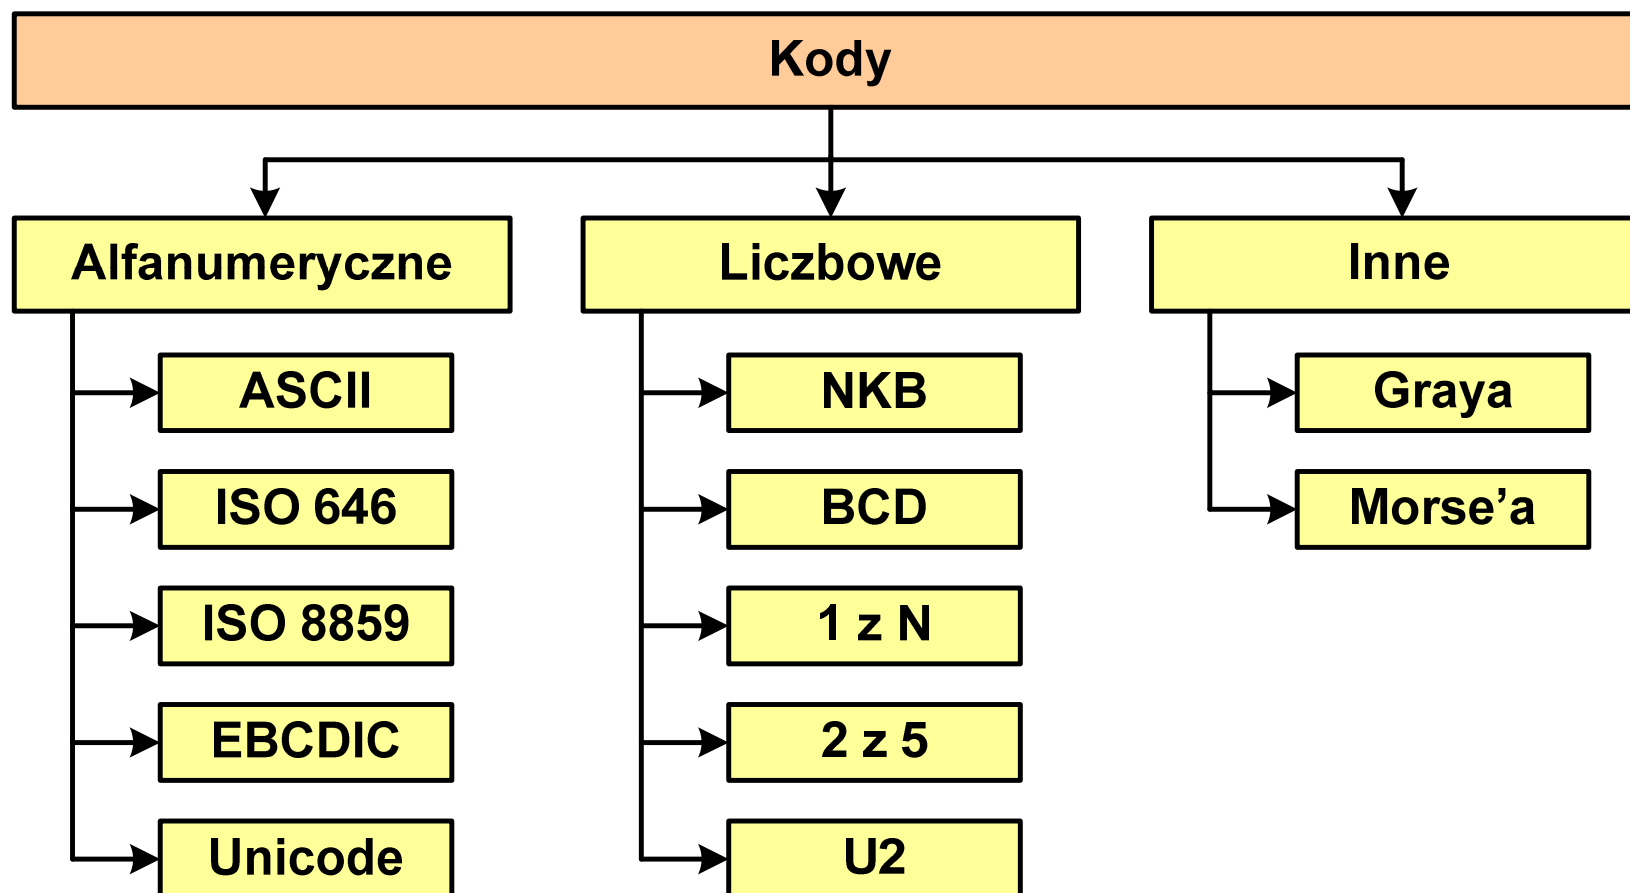 Kody
Alfanumeryczne
ASCII
ISO 646
ISO 8859
EBCDIC
Unicode
Liczbowe
NKB
BCD
1 z N
2 z 5
U2
Inne
Graya
Morse’a